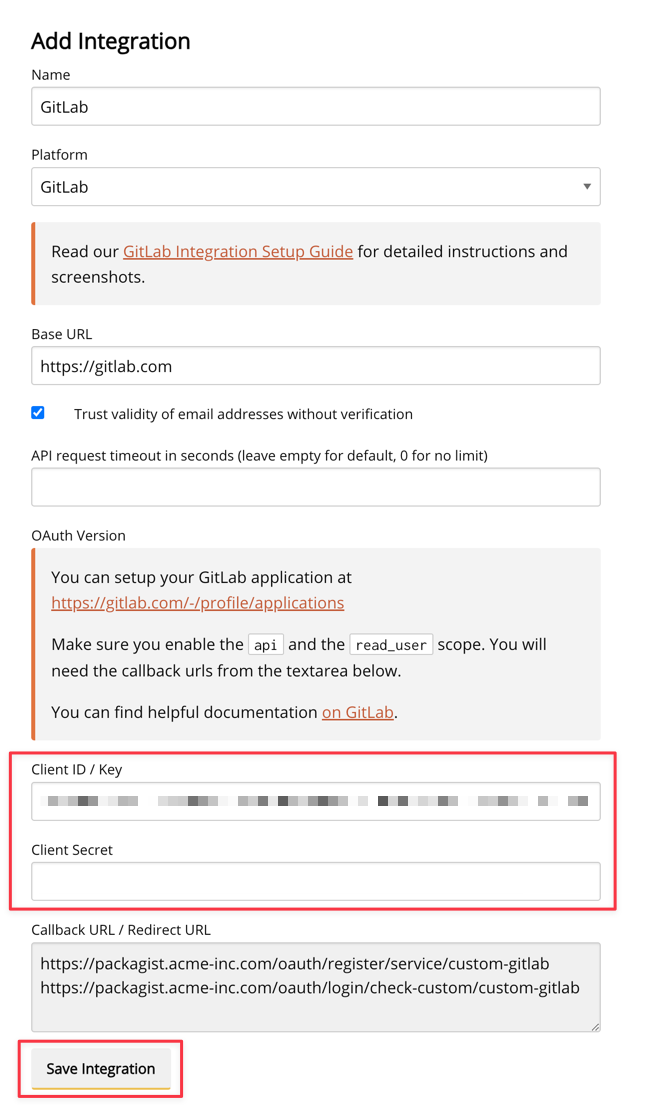 Add Integration
Name
GitLab
Platform
GitLab
Read our GitLab Integration Setup Guide for detailed instructions and
screenshots.
Base URL
https://gitlab.com
Trust validity of email addresses without verification
API request timeout in seconds (leave empty for default, 0 for no limit)
OAuth Version
You can setup your GitLab application at
https://gitlab.com/-/profile/applications
Make sure you enable the api and the read_user scope. You will
need the callback urls from the textarea below.
You can find helpful documentation on GitLab.
Client ID / Key
Client Secret
Callback URL / Redirect URL
https://packagist.acme-inc.com/oauth/register/service/custom-gitlab
https://packagist.acme-inc.com/oauth/login/check-custom/custom-gitlab
Save Integration